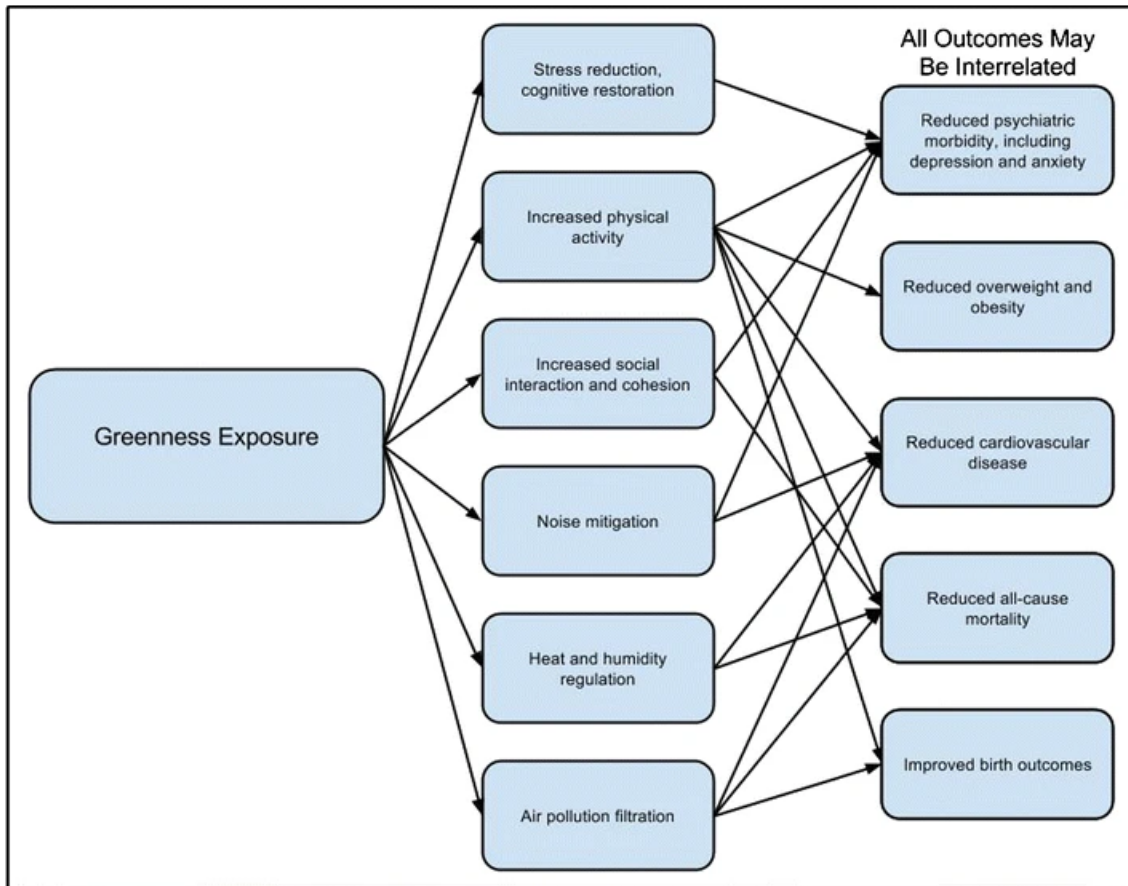 All Outcomes May
Be Interrelated
Greenness Exposure
Stress reduction,
cognitive restoration
Increased physical
activity
Increased social
interaction and cohesion
Noise mitigation
Heat and humidity
regulation
Air pollution filtration
Reduced psychiatric
morbidity, including
depression and anxiety
Reduced overweight and
obesity
Reduced cardiovascular
disease
Reduced all-cause
mortality
Improved birth outcomes